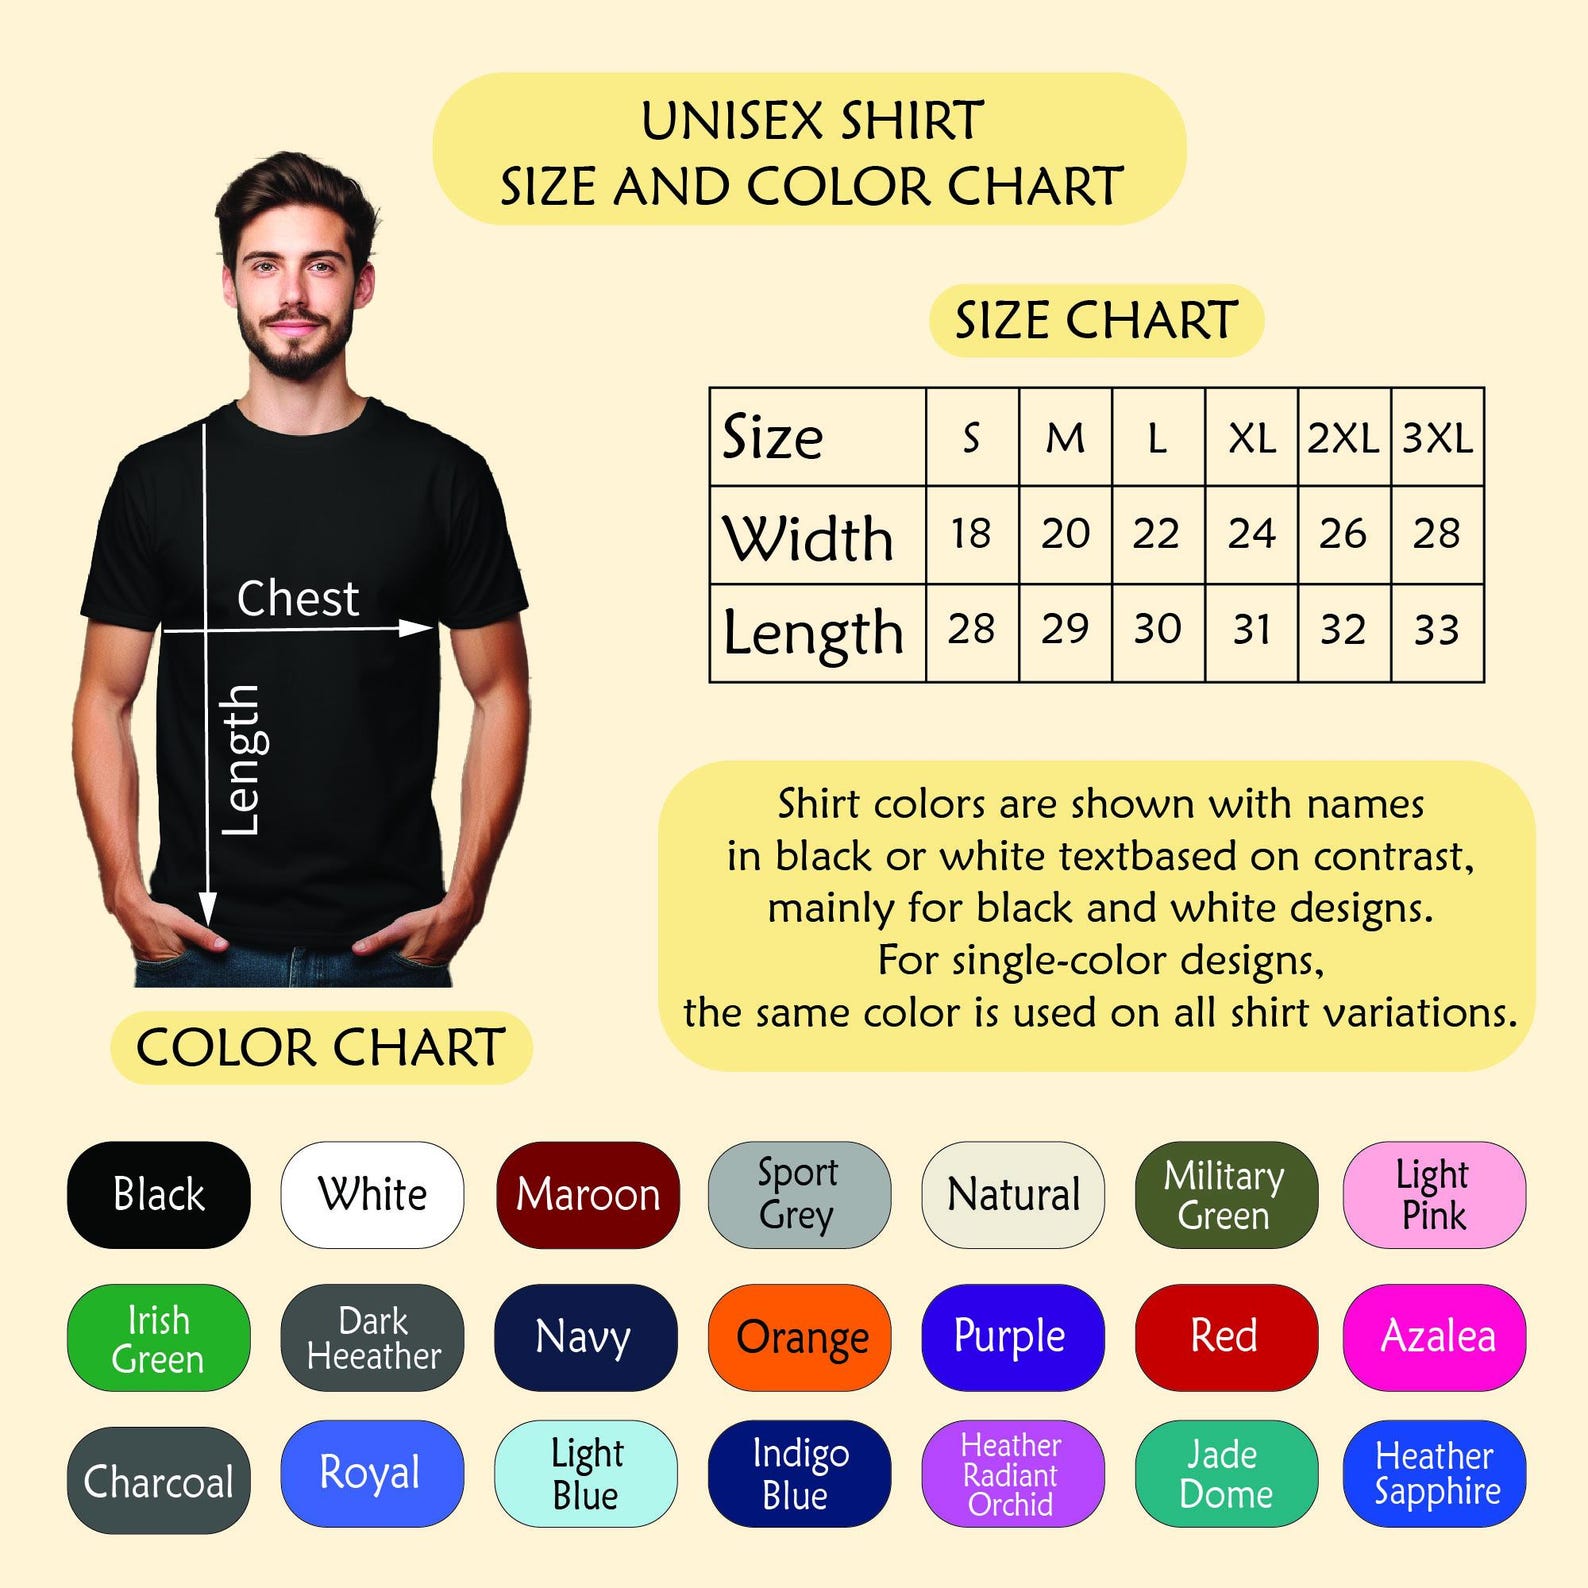 UNISEX SHIRT
SIZE AND COLOR CHART
SIZE CHART
Size S M L XL 2XL 3XL
Width 18 20 22 24 26 28
Length 28 29 30 31 32 33
Chest
Length
Shirt colors are shown with names
in black or white textbased on contrast,
mainly for black and white designs.
For single-color designs,
the same color is used on all shirt variations.
COLOR CHART
Black
White
Maroon
Sport
Grey
Natural
Military
Green
Light
Pink
Irish
Green
Dark
Heeather
Navy
Orange
Purple
Red
Azalea
Charcoal
Royal
Light
Blue
Indigo
Blue
Heather
Radiant
Orchid
Jade
Dome
Heather
Sapphire